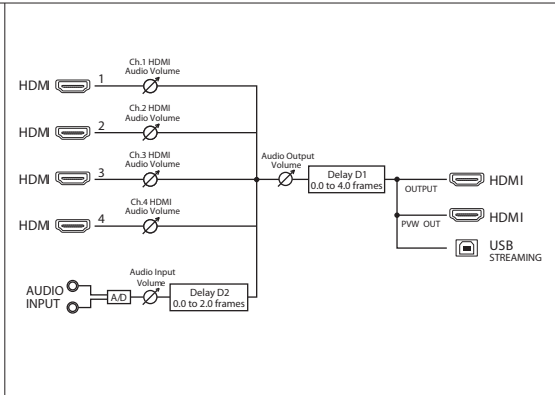 Ch.1 HDMI
Audio Volume
HDMI 1
Ch.2 HDMI
Audio Volume
HDMI 2
Ch.3 HDMI
Audio Volume
HDMI 3
Ch.4 HDMI
Audio Volume
HDMI 4
Audio Input
Volume
AUDIO
INPUT
A/D
Delay D2
0.0 to 2.0 frames
Audio Output
Volume
Delay D1
0.0 to 4.0 frames
OUTPUT
HDMI
PVW OUT
HDMI
USB
STREAMING